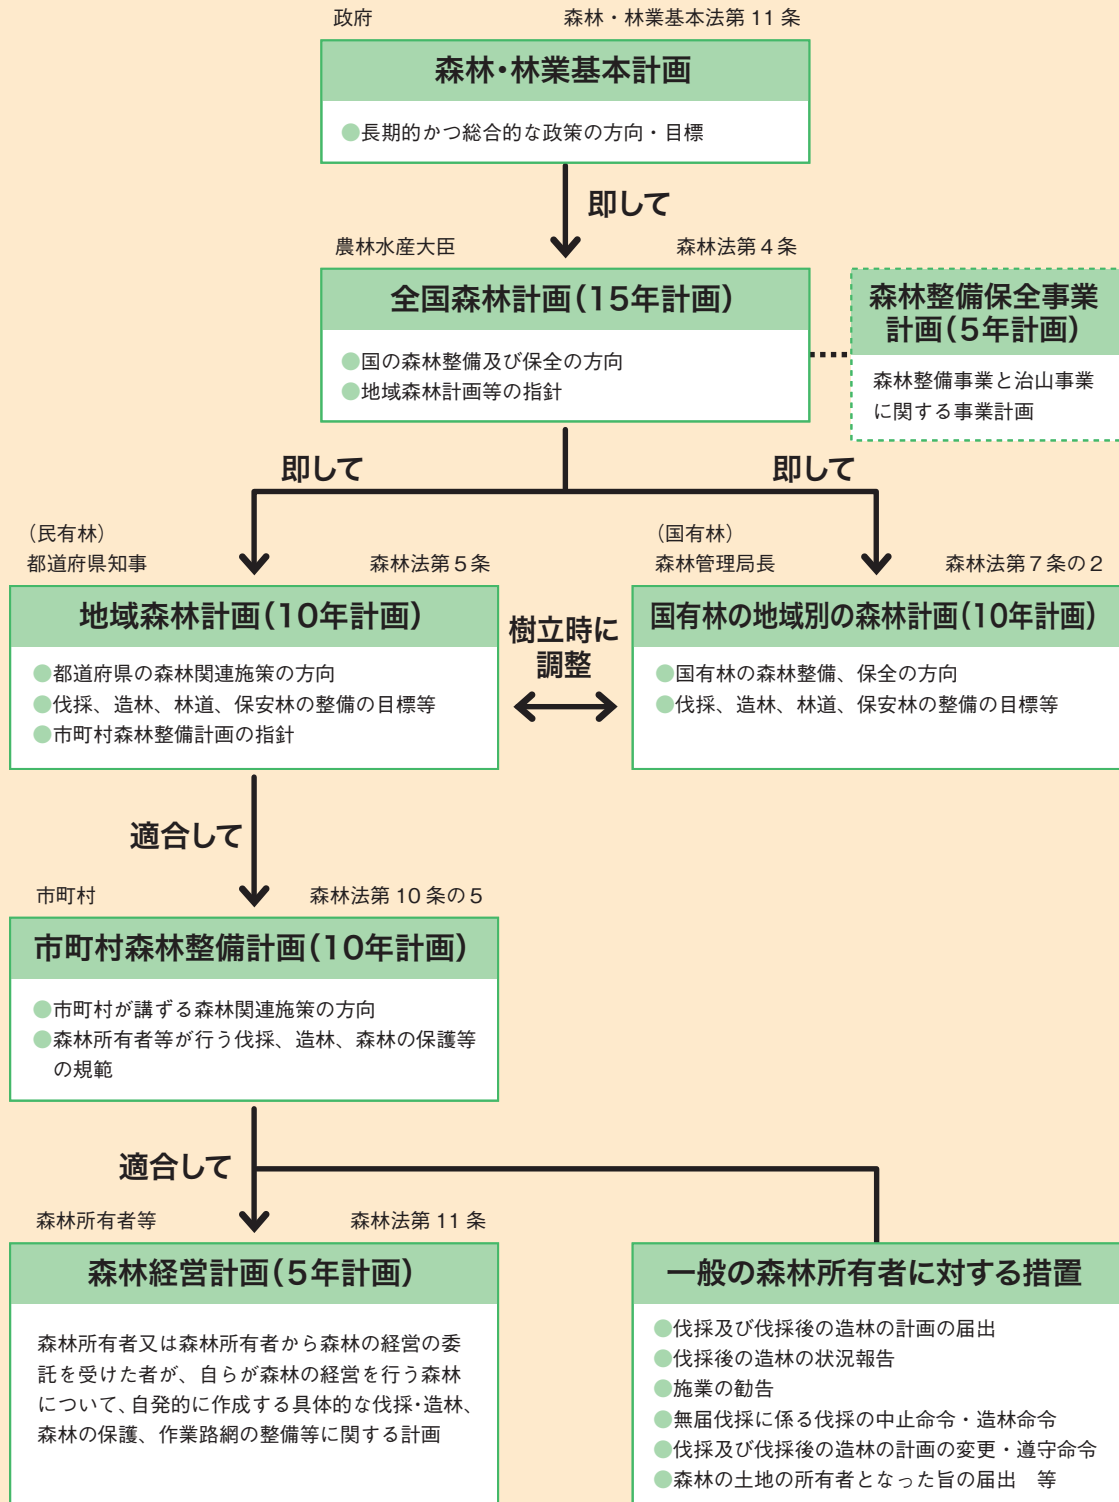 政府
森林・林業基本法第 11 条
森林・林業基本計画
●長期的かつ総合的な政策の方向・目標
即して
農林水産大臣
森林法第４条
全国森林計画（15年計画）
●国の森林整備及び保全の方向
●地域森林計画等の指針
森林整備保全事業
計画（5年計画）
森林整備事業と治山事業
に関する事業計画
即して
即して
（民有林）
都道府県知事
森林法第５条
地域森林計画（10年計画）
●都道府県の森林関連施策の方向
●伐採、造林、林道、保安林の整備の目標等
●市町村森林整備計画の指針
樹立時に
調整
（国有林）
森林管理局長
森林法第７条の２
国有林の地域別の森林計画（10年計画）
●国有林の森林整備、保全の方向
●伐採、造林、林道、保安林の整備の目標等
適合して
市町村
森林法第 10 条の５
市町村森林整備計画（10年計画）
●市町村が講ずる森林関連施策の方向
●森林所有者等が行う伐採、造林、森林の保護等
の規範
適合して
森林所有者等
森林法第 11 条
森林経営計画（5年計画）
森林所有者又は森林所有者から森林の経営の委
託を受けた者が、自らが森林の経営を行う森林
について、自発的に作成する具体的な伐採・造林、
森林の保護、作業路網の整備等に関する計画
一般の森林所有者に対する措置
●伐採及び伐採後の造林の計画の届出
●伐採後の造林の状況報告
●施業の勧告
●無届伐採に係る伐採の中止命令・造林命令
●伐採及び伐採後の造林の計画の変更・遵守命令
●森林の土地の所有者となった旨の届出　等